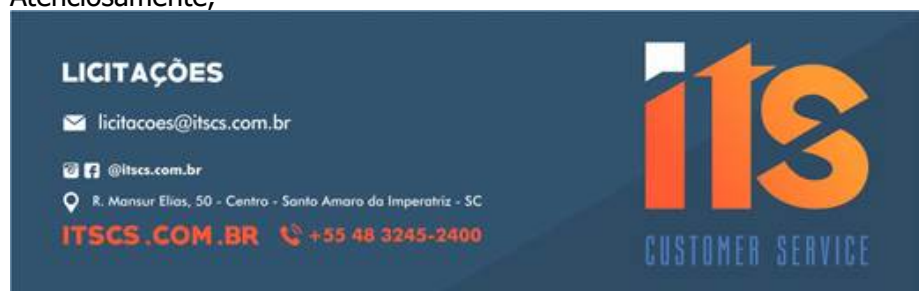 Atenciosamente,
LICITAÇÕES
licitacoes@itscs.com.br
@itscs.com.br
R. Mansur Elias, 50 - Centro - Santo Amaro da Imperatriz - SC
ITSCS.COM.BR +55 48 3245-2400
its
CUSTOMER SERVICE